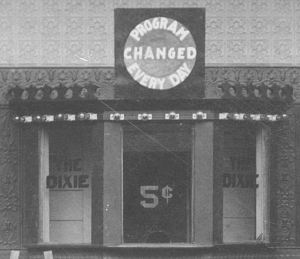 PROGRAM
CHANGED
EVERY DAY
THE
DIXIE
5¢
THE
DIXIE